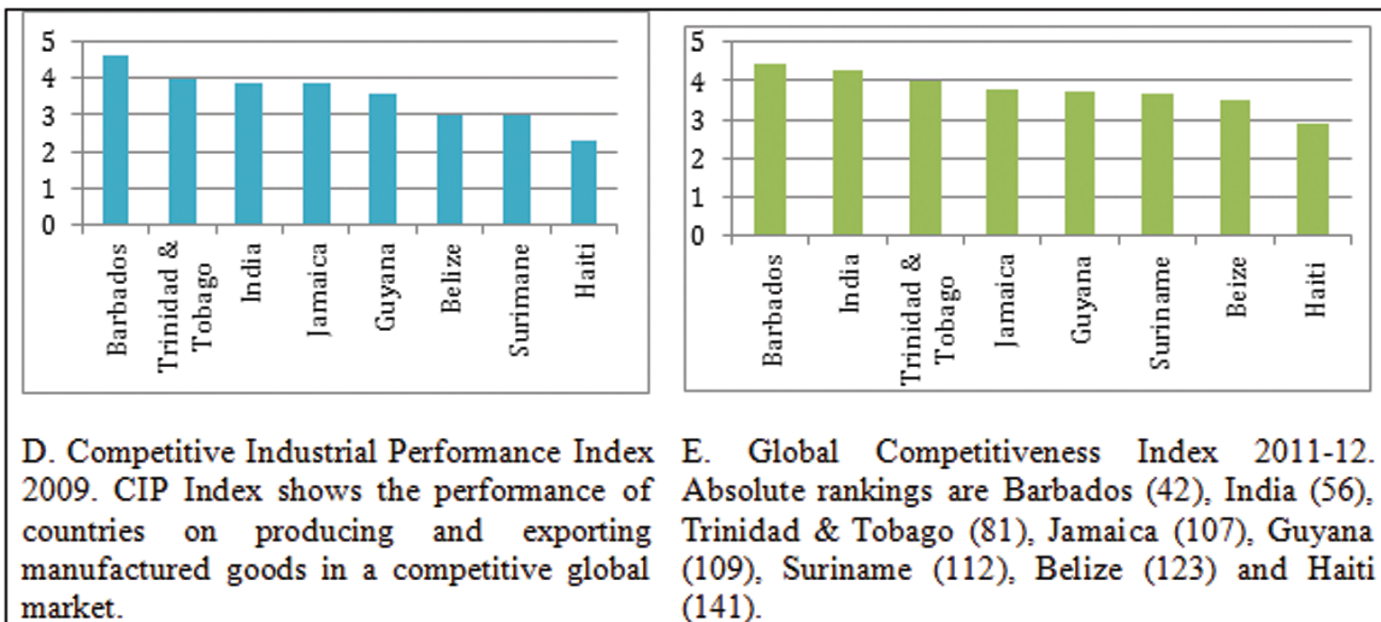 5
4
3
2
1
0
Barbados
Trinidad &
Tobago
India
Jamaica
Guyana
Belize
Surimane
Haiti
D. Competitive Industrial Performance Index
2009. CIP Index shows the performance of
countries on producing and exporting
manufactured goods in a competitive global
market.
5
4
3
2
1
0
Barbados
India
Trinidad &
Tobago
Jamaica
Guyana
Suriname
Beize
Haiti
E. Global Competitiveness Index 2011-12.
Absolute rankings are Barbados (42), India (56),
Trinidad & Tobago (81), Jamaica (107), Guyana
(109), Suriname (112), Belize (123) and Haiti
(141).